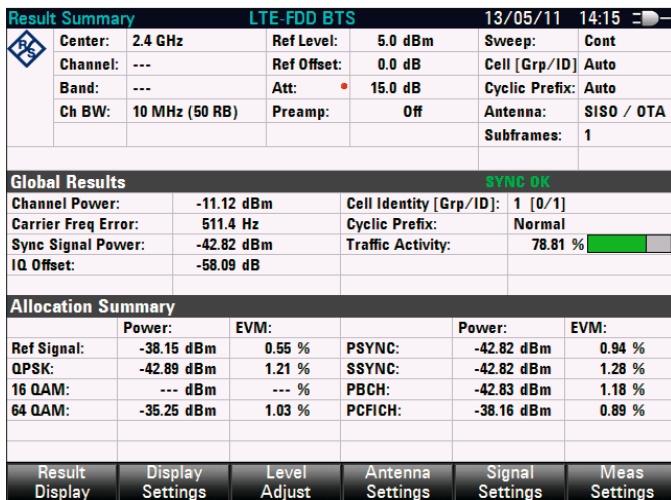 Result Summary LTE-FDD BTS 13/05/11 14:15
Center: 2.4 GHz Ref Level: 5.0 dBm Sweep: Cont
Channel: --- Ref Offset: 0.0 dB Cell [Grp/ID] Auto
Band: --- Att: 15.0 dB Cyclic Prefix: Auto
Ch BW: 10 MHz (50 RB) Preamp: Off Antenna: SISO / OTA
Subframes: 1
R&S
Global Results SYNC OK
Channel Power: -11.12 dBm Cell Identity [Grp/ID]: 1 [0/1]
Carrier Freq Error: 511.4 Hz Cyclic Prefix: Normal
Sync Signal Power: -42.82 dBm Traffic Activity: 78.81 %
IQ Offset: -58.09 dB
Allocation Summary
Power: EVM: Power: EVM:
Ref Signal: -38.15 dBm 0.55 % PSYNC: -42.82 dBm 0.94 %
QPSK: -42.89 dBm 1.21 % SSYNC: -42.82 dBm 1.28 %
16 QAM: --- dBm --- % PBCH: -42.83 dBm 1.18 %
64 QAM: -35.25 dBm 1.03 % PCFICH: -38.16 dBm 0.89 %
Result Display Level Antenna Signal Meas
Display Settings Adjust Settings Settings Settings